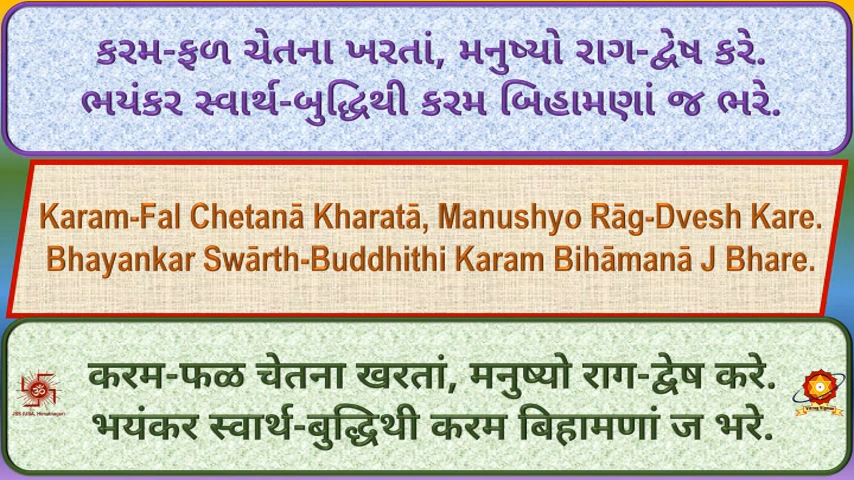 કરમ-ફળ ચેતના ખરતાં, મનુષ્યો રાગ-દ્વેષ કરે.
ભયંકર સ્વાર્થ-બુદ્ધિથી કરમ બિહામણાં જ ભરે.
Karam-Fal Chetanā Kharatā, Manushyo Rāg-Dvesh Kare.
Bhayankar Swārth-Buddhithi Karam Bihāmanā J Bhare.
करम-फळ चेतना खरतां, मनुष्यो राग-द्वेष करे.
भयंकर स्वार्थ-बुद्धिथी करम बिहामणां ज भरे.
ॐ